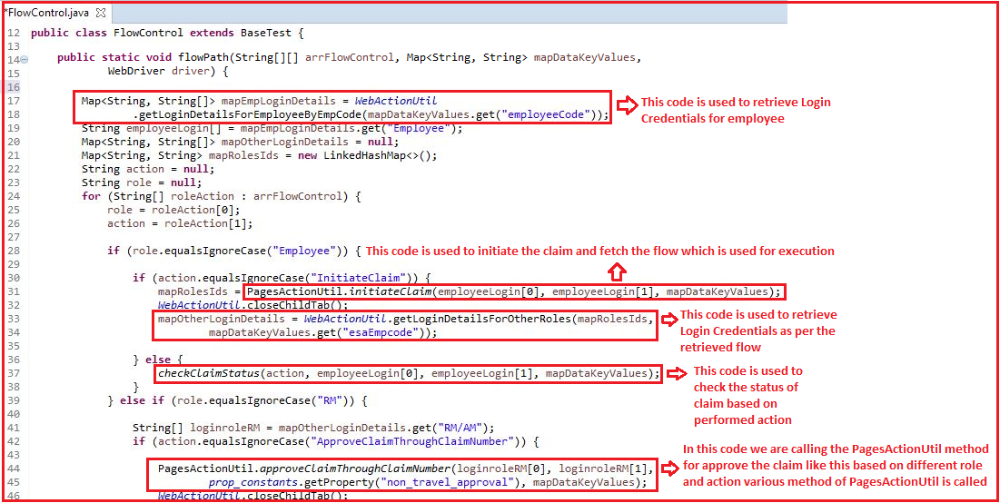 *FlowControl.java
12 public class FlowControl extends BaseTest {
13
14 public static void flowPath(String[][] arrFlowControl, Map<String, String> mapDataKeyValues,
15 WebDriver driver) {
16
17 Map<String, String[]> mapEmpLoginDetails = WebActionUtil
18 .getLoginDetailsForEmployeeByEmpCode(mapDataKeyValues.get("employeeCode"));
This code is used to retrieve Login
Credentials for employee
19 String employeeLogin[] = mapEmpLoginDetails.get("Employee");
20 Map<String, String[]> mapOtherLoginDetails = null;
21 Map<String, String> mapRolesIds = new LinkedHashMap<>();
22 String action = null;
23 String role = null;
24 for (String[] roleAction : arrFlowControl) {
25 role = roleAction[0];
26 action = roleAction[1];
27
28 if (role.equalsIgnoreCase("Employee")) { This code is used to initiate the claim and fetch the flow which is used for execution
29
30 if (action.equalsIgnoreCase("InitiateClaim")) {
31 mapRolesIds = PagesActionUtil.initiateClaim(employeeLogin[0], employeeLogin[1], mapDataKeyValues);
32 WebActionUtil.closeChildTab();
33 mapOtherLoginDetails = WebActionUtil.getLoginDetailsForOtherRoles(mapRolesIds,
34 mapDataKeyValues.get("esaEmpcode"));
This code is used to retrieve
Login Credentials as per the
retrieved flow
35
36 } else {
37 checkClaimStatus(action, employeeLogin[0], employeeLogin[1], mapDataKeyValues);
This code is used to
check the status of
claim based on
performed action
38 }
39 } else if (role.equalsIgnoreCase("RM")) {
40
41 String[] loginroleRM = mapOtherLoginDetails.get("RM/AM");
42 if (action.equalsIgnoreCase("ApproveClaimThroughClaimNumber")) {
43
44 PagesActionUtil.approveClaimThroughClaimNumber(loginroleRM[0], loginroleRM[1],
45 prop_constants.getProperty("non_travel_approval"), mapDataKeyValues);
In this code we are calling the PagesActionUtil method
for approve the claim like this based on different role
and action various method of PagesActionUtil is called
46 WebActionUtil.closeChildTab();